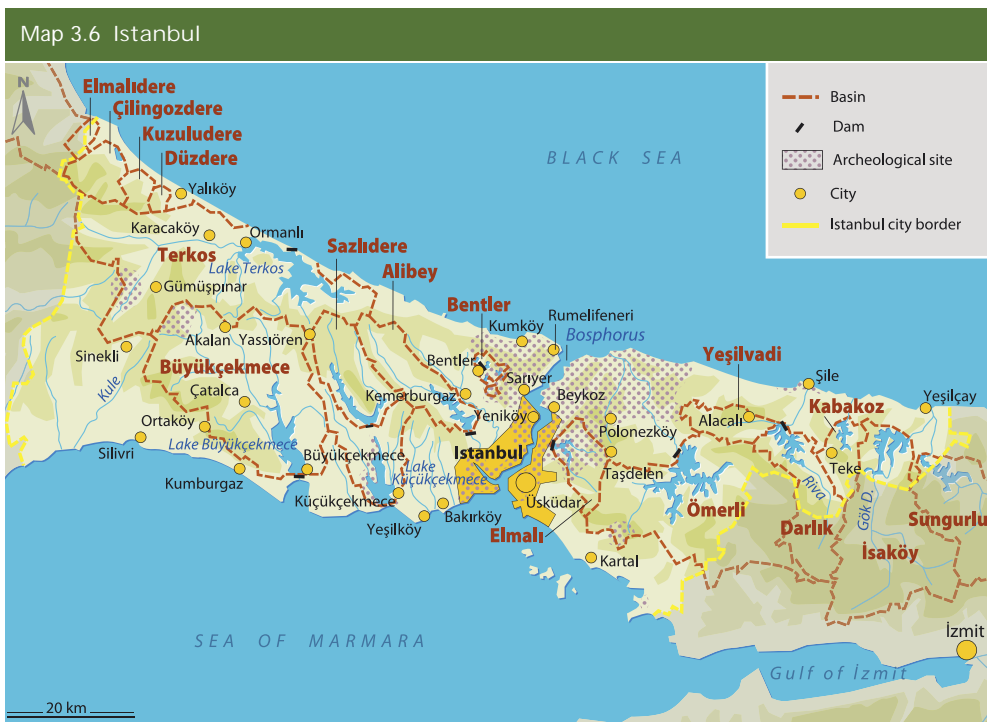 Map 3.6 Istanbul
N
Elmalıdere
Çilingozdere
Kuzuludere
Düzdere
Yalıköy
Karacaköy
Ormanlı
Terkos
Lake Terkos
Gümüşpınar
Sazlıdere
Alibey
BLACK SEA
Basin
Dam
Archeological site
City
Istanbul city border
Bentler
Kumköy
Rumelifeneri
Bosphorus
Akalan
Yassıören
Sinekli
Büyükçekmece
Kule
Çatalca
Ortaköy
Silivri
Lake Büyükçekmece
Kumburgaz
Büyükçekmece
Bentler
Sarıyer
Kemerburgaz
Yeniköy
Beykoz
Istanbul
Lake
Küçükçekmece
Küçükçekmece
Yeşilköy
Bakırköy
Üsküdar
Elmalı
Kartal
Polonezköy
Taşdelen
Ömerli
Yeşilvadi
Alacalı
Şile
Kabakoz
Yeşilçay
Teke
Riva
Gök D.
Darlık
İsaköy
Sungurlu
İzmit
SEA OF MARMARA
Gulf of İzmit
20 km